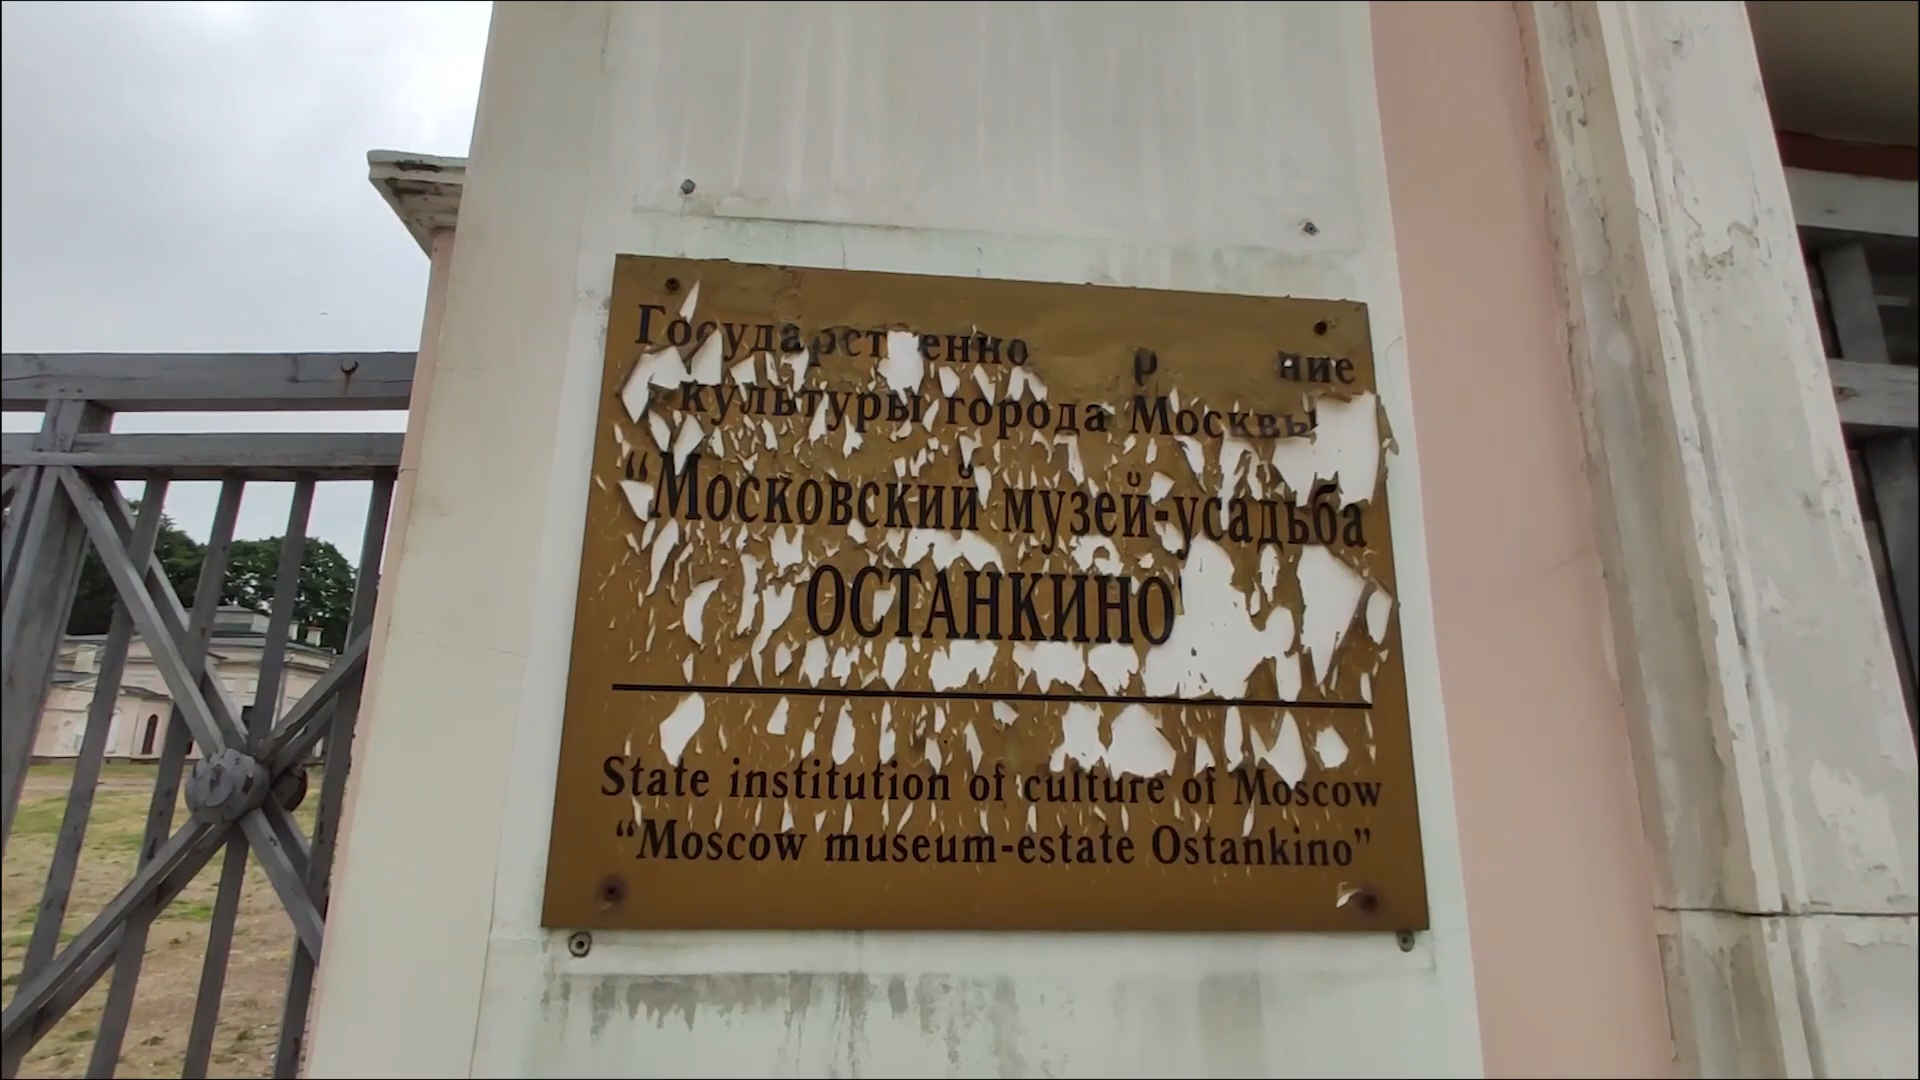 Государственно
культуры города Москвы
“Московский музей-усадьба
ОСТАНКИНО"
State institution of culture of Moscow
“Moscow museum-estate Ostankino”